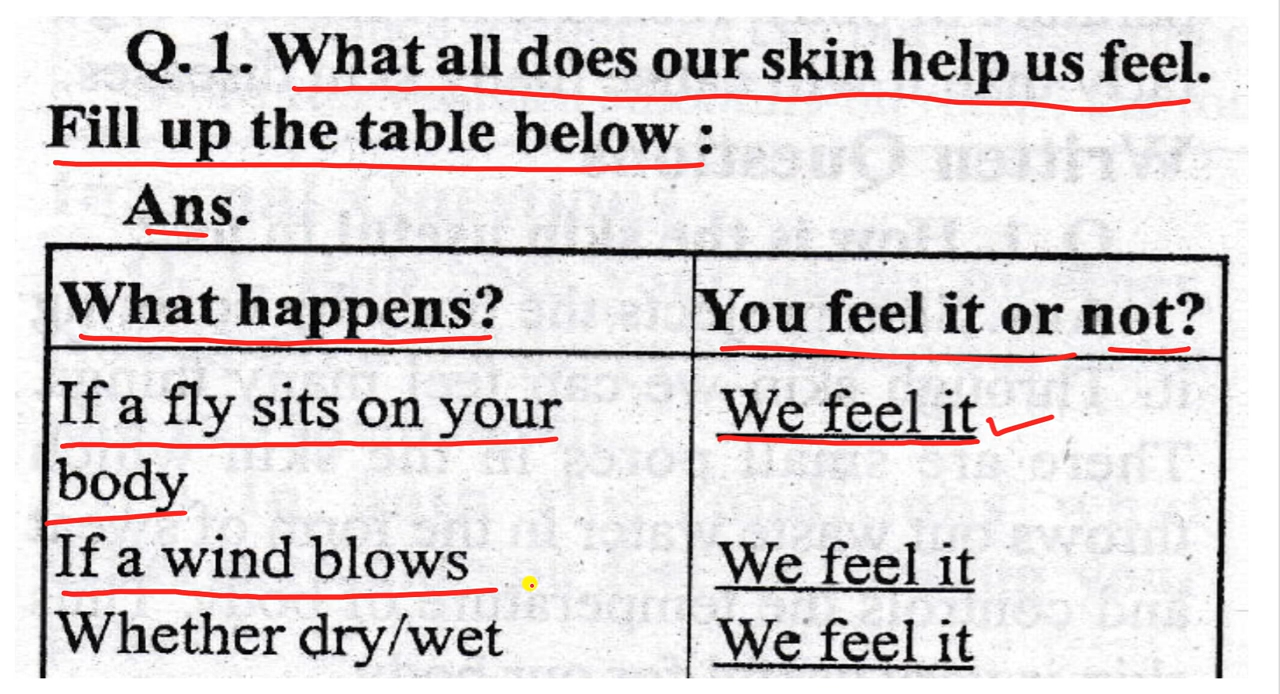 Q. 1. What all does our skin help us feel.
Fill up the table below :
Ans.
What happens? You feel it or not?
If a fly sits on your We feel it
body
If a wind blows We feel it
Whether dry/wet We feel it